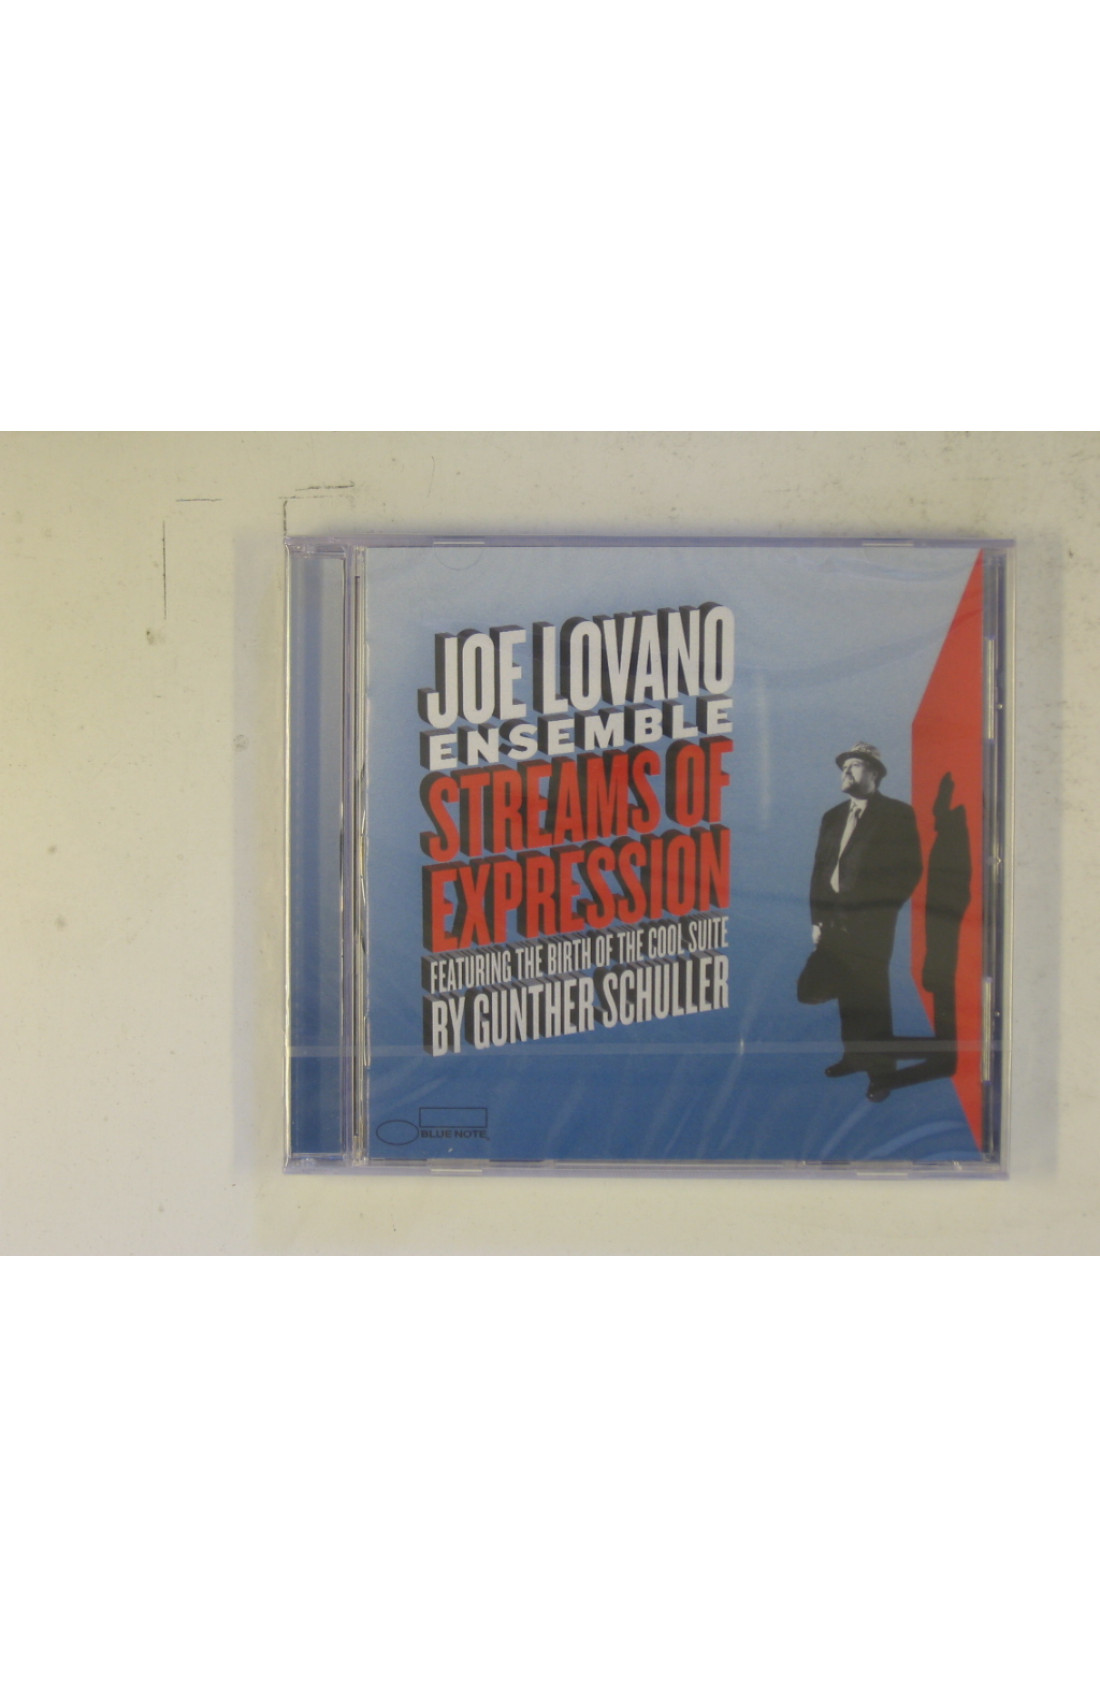 JOE LOVANO
ENSEMBLE
STREAMS OF
EXPRESSION
FEATURING THE BIRTH OF THE COOL SUITE
BY GUNTHER SCHULLER
BLUE NOTE